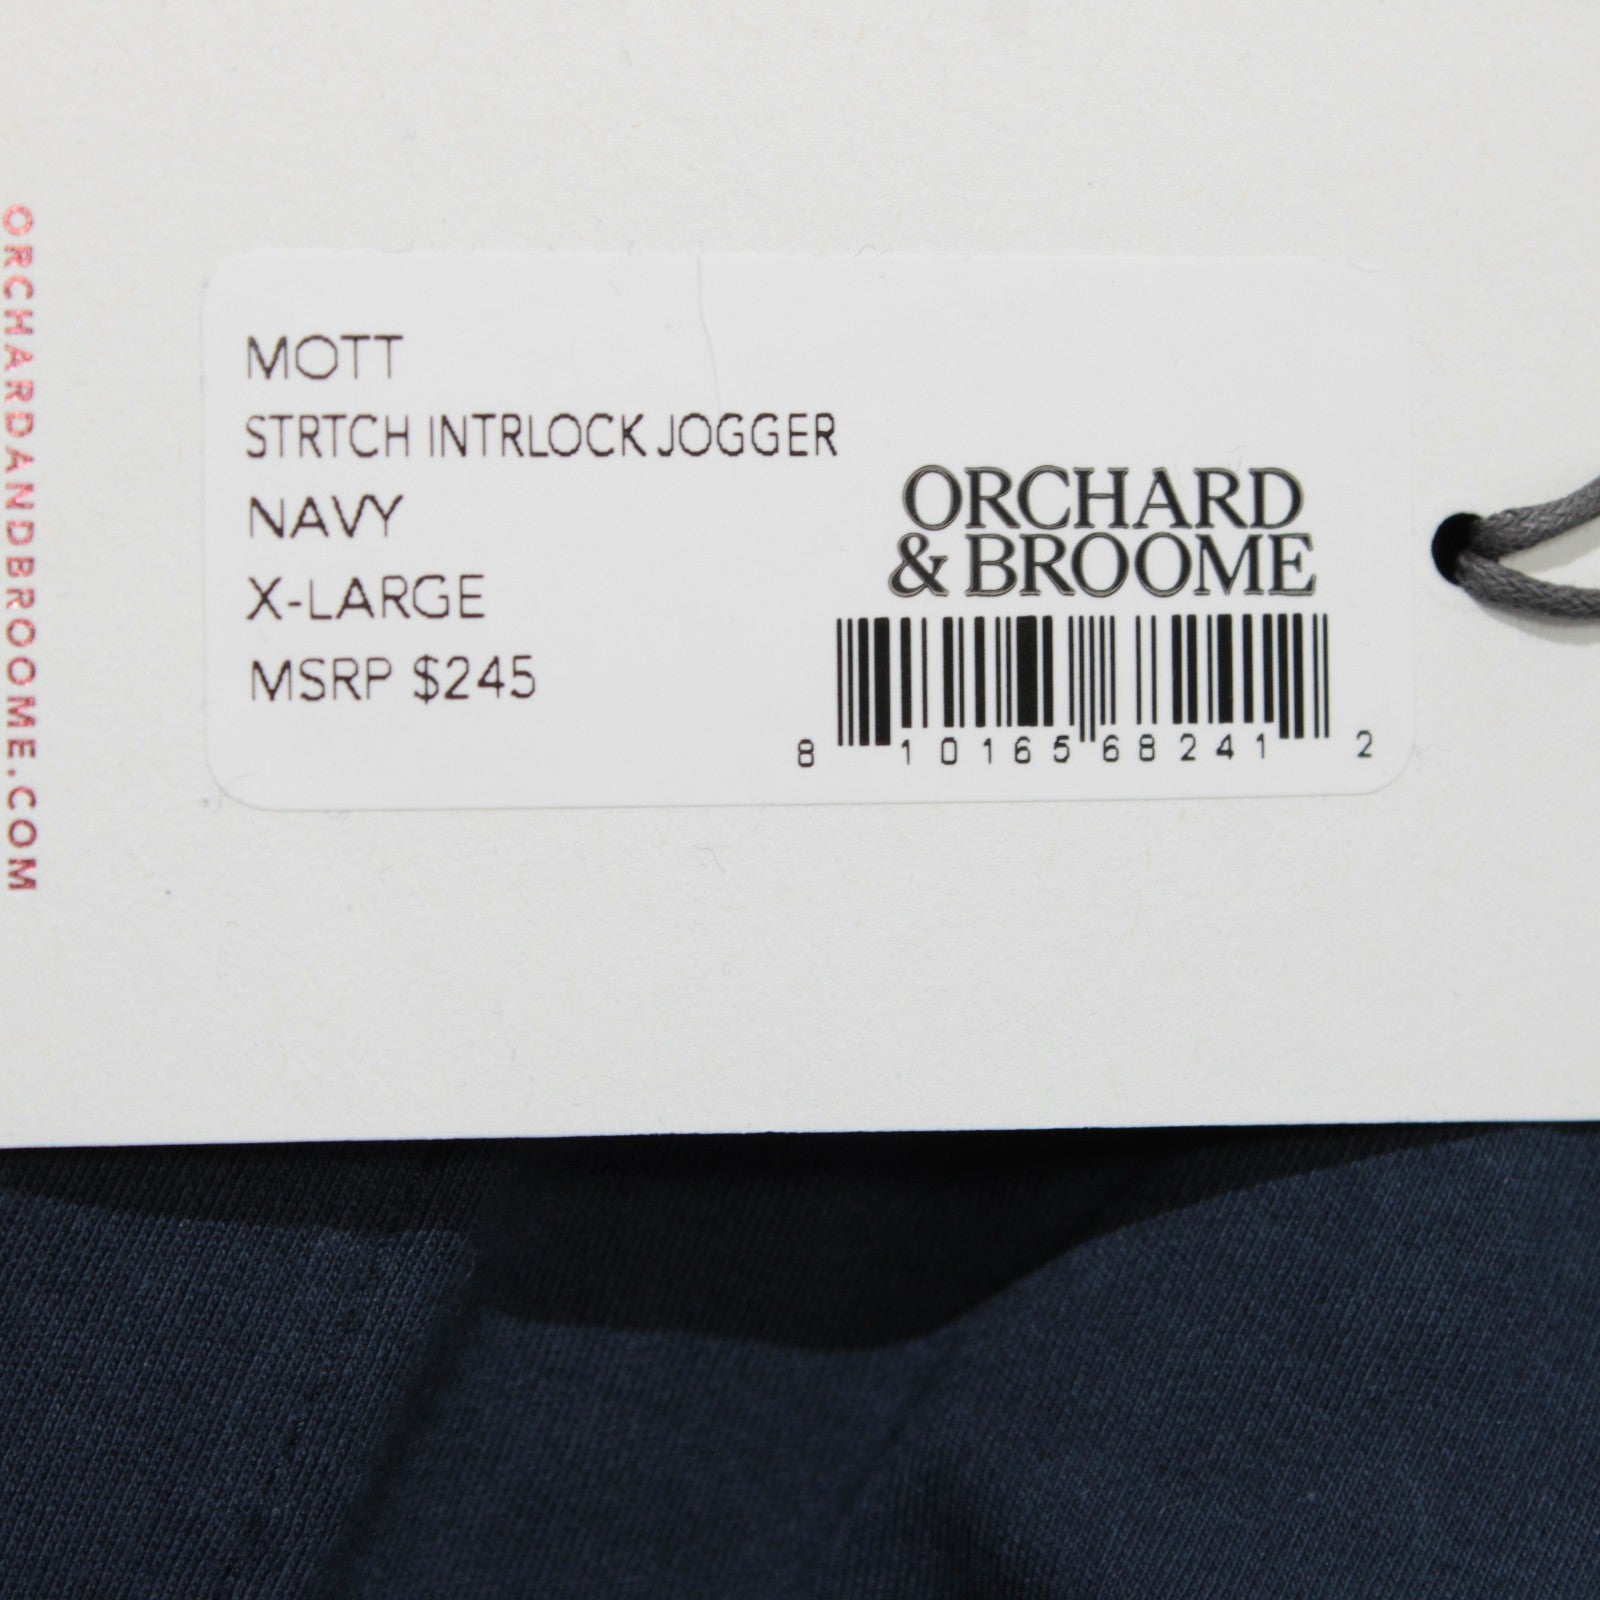 ORCHARDANDBROOME.COM
MOTT
STRTCH INTRLOCK JOGGER
NAVY
X-LARGE
MSRP $245
ORCHARD
& BROOME
8 10165 68241 2